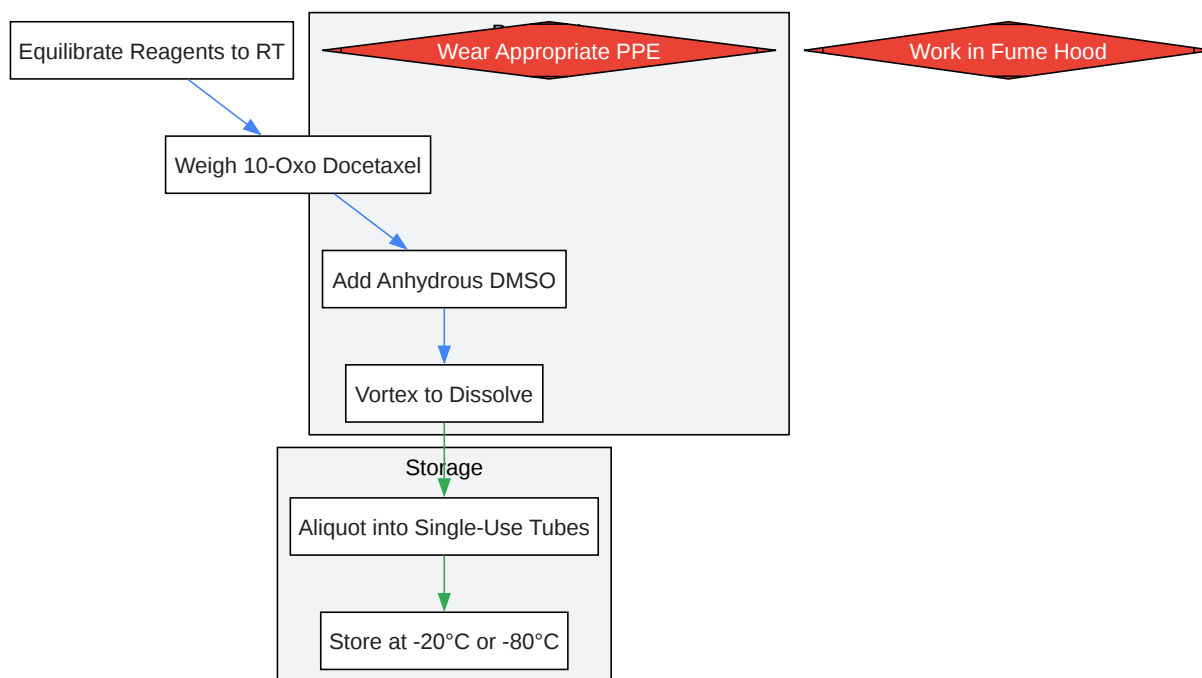 Equilibrate Reagents to RT
Wear Appropriate PPE
Work in Fume Hood
Weigh 10-Oxo Docetaxel
Add Anhydrous DMSO
Vortex to Dissolve
Storage
Aliquot into Single-Use Tubes
Store at -20°C or -80°C